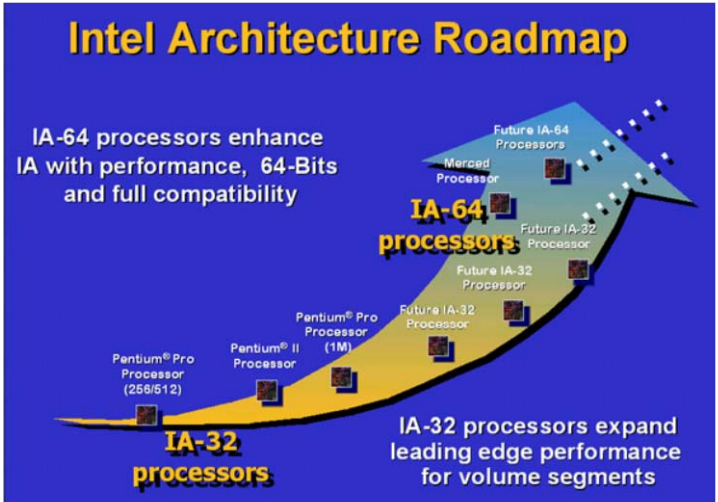 Intel Architecture Roadmap
IA-64 processors enhance
IA with performance, 64-Bits
and full compatibility
Future IA-64
Processors
Merced
Processor
IA-64
processors
Future IA-32
Processor
Future IA-32
Processor
Future IA-32
Processor
Pentium® Pro
Processor
(1M)
Pentium® II
Processor
Pentium® Pro
Processor
(256/512)
IA-32
processors
IA-32 processors expand
leading edge performance
for volume segments